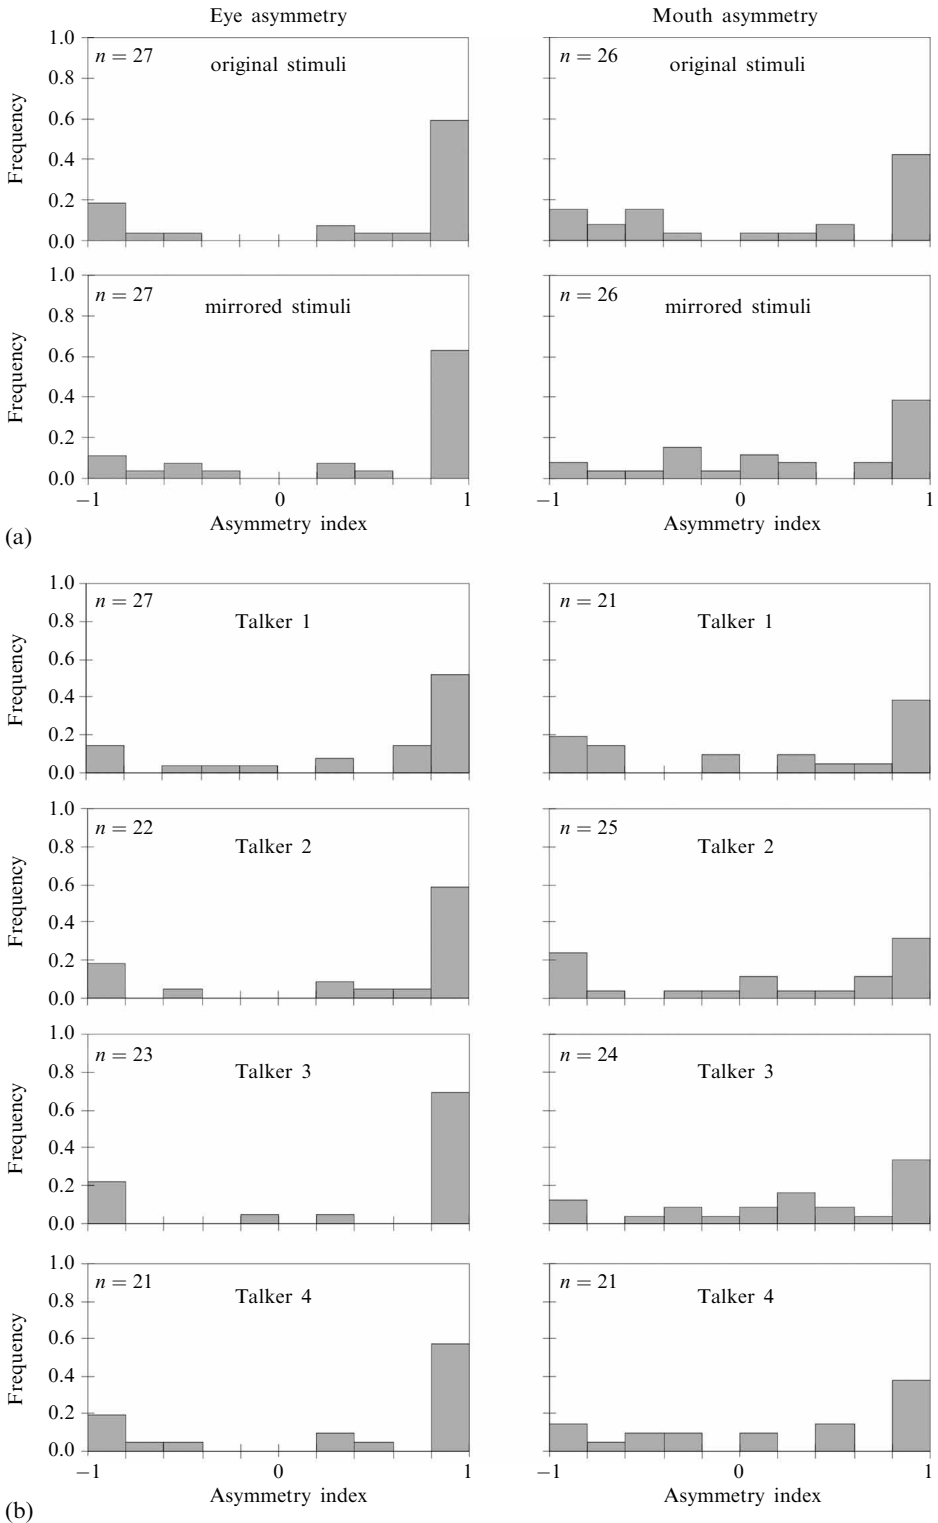 Eye asymmetry
Mouth asymmetry
1.0
0.8
0.6
0.4
0.2
0.0
Frequency
n = 27
original stimuli
n = 26
original stimuli
1.0
0.8
0.6
0.4
0.2
0.0
Frequency
n = 27
mirrored stimuli
n = 26
mirrored stimuli
−1 0 1
−1 0 1
Asymmetry index
Asymmetry index
(a)
1.0
0.8
0.6
0.4
0.2
0.0
Frequency
n = 27
Talker 1
n = 21
Talker 1
1.0
0.8
0.6
0.4
0.2
0.0
Frequency
n = 22
Talker 2
n = 25
Talker 2
1.0
0.8
0.6
0.4
0.2
0.0
Frequency
n = 23
Talker 3
n = 24
Talker 3
1.0
0.8
0.6
0.4
0.2
0.0
Frequency
n = 21
Talker 4
n = 21
Talker 4
−1 0 1
−1 0 1
Asymmetry index
Asymmetry index
(b)